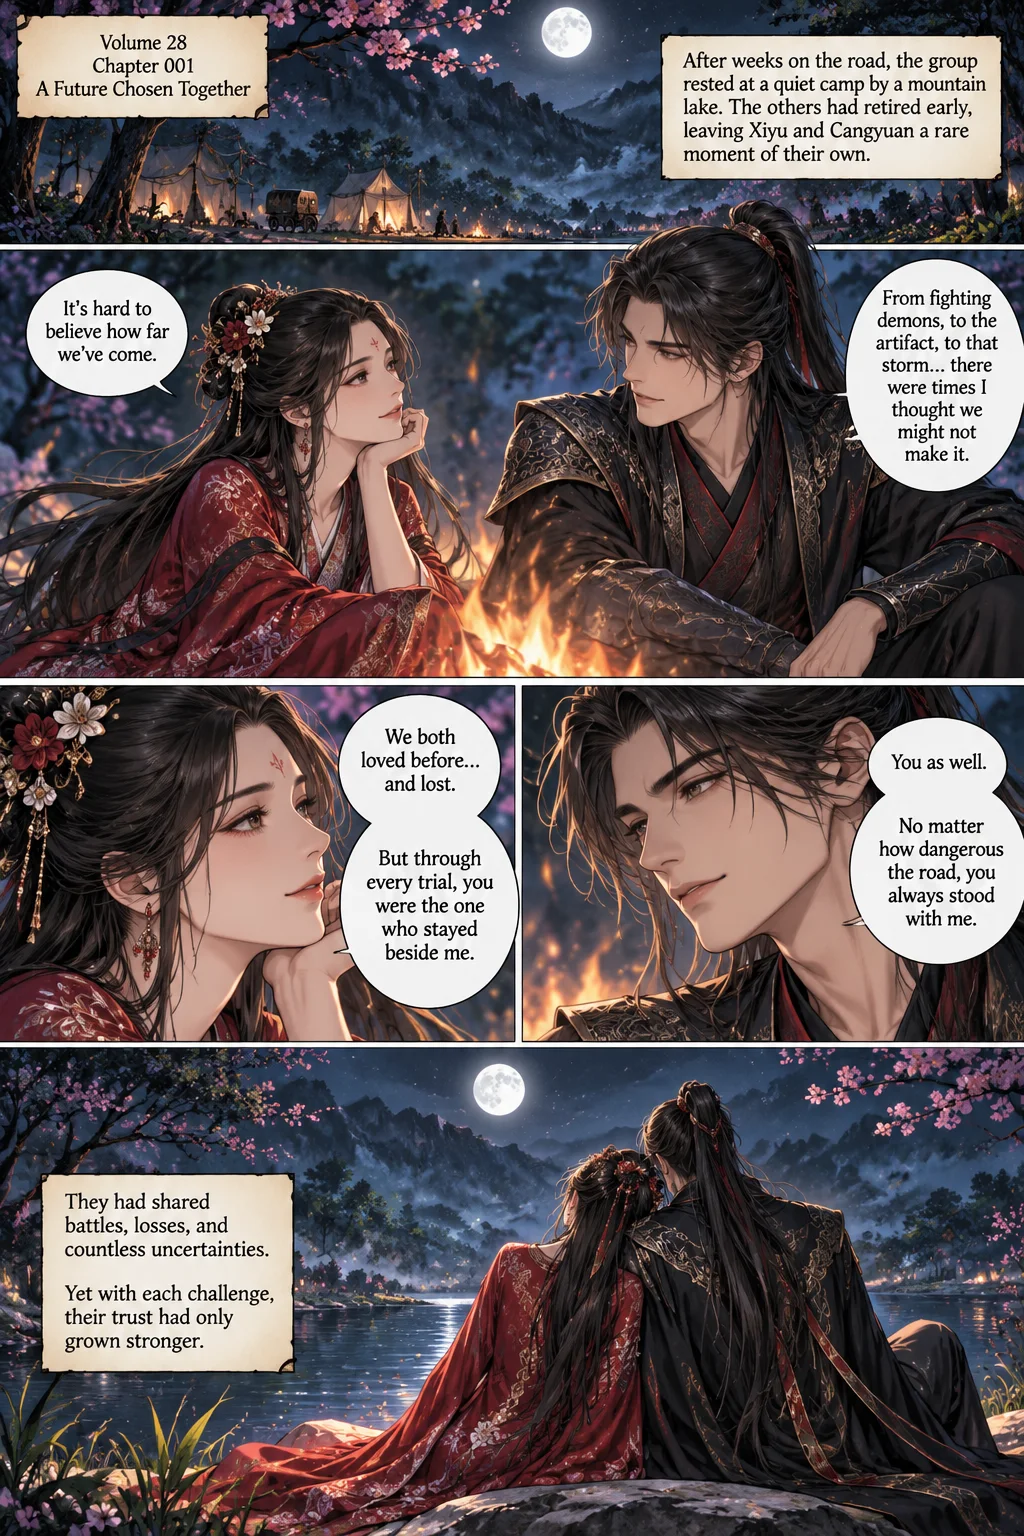 Volume 28
Chapter 001
A Future Chosen Together
After weeks on the road, the group
rested at a quiet camp by a mountain
lake. The others had retired early,
leaving Xiyu and Cangyuan a rare
moment of their own.
It's hard to
believe how far
we've come.
From fighting
demons, to the
artifact, to that
storm... there
were times I
thought we
might not
make it.
We both
loved before...
and lost.
But through
every trial, you
were the one
who stayed
beside me.
You as well.
No matter
how dangerous
the road, you
always stood
with me.
They had shared
battles, losses, and
countless uncertainties.
Yet with each challenge,
their trust had only
grown stronger.